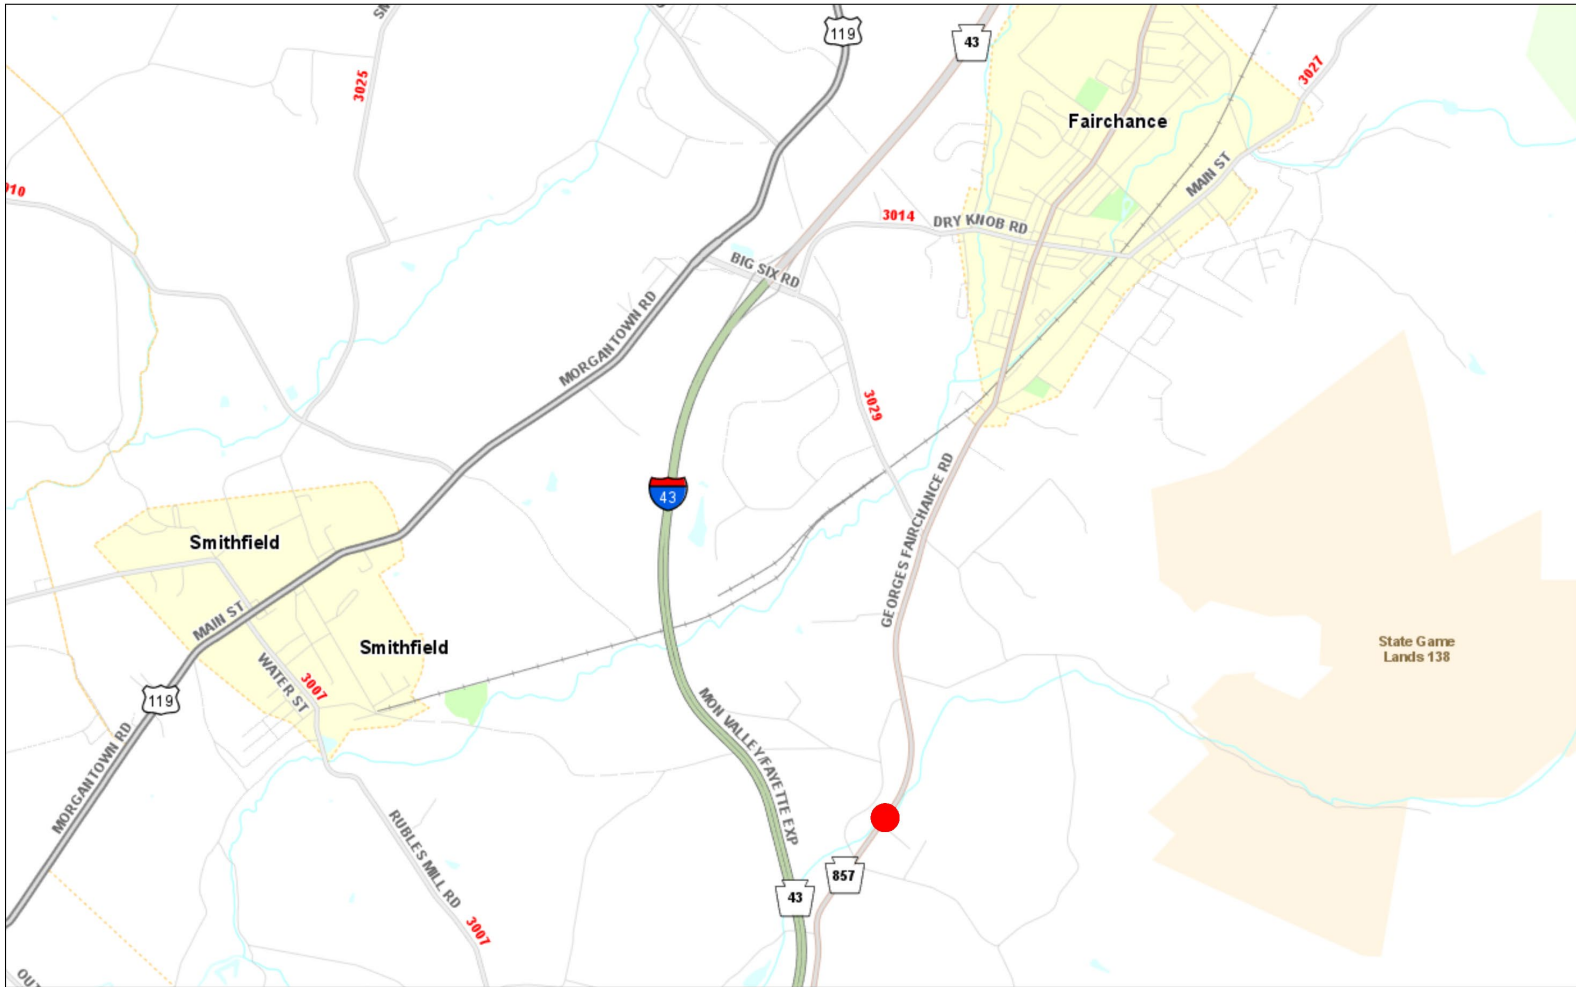 SM
119
43
3025
3027
Fairchance
MAIN ST
910
3014
DRY KNOB RD
BIG SIX RD
MORGANTOWN RD
3029
43
GEORGES FAIRCHANCE RD
Smithfield
MAIN ST
Smithfield
State Game
Lands 138
WATER ST
3007
119
MORGANTOWN RD
MON VALLEY/FAYETTE EXP
RUBLES MILL RD
857
43
3007
OUT